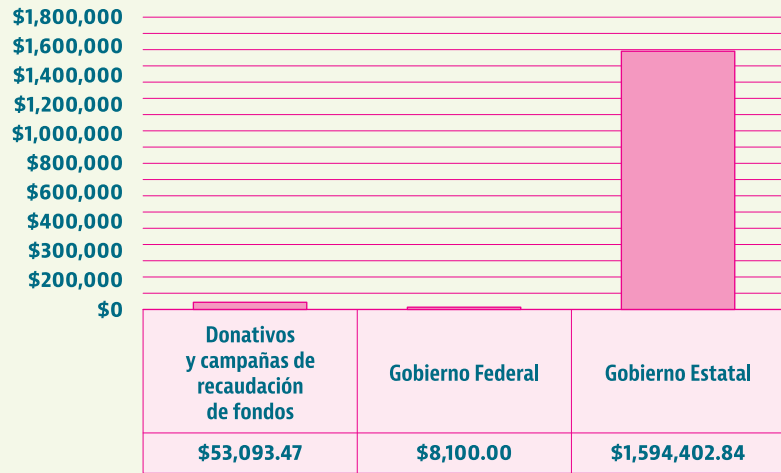 $1,800,000
$1,600,000
$1,400,000
$1,200,000
$1,000,000
$800,000
$600,000
$400,000
$300,000
$200,000
$0
Donativos
y campañas de
recaudación
de fondos
Gobierno Federal
Gobierno Estatal
$53,093.47
$8,100.00
$1,594,402.84